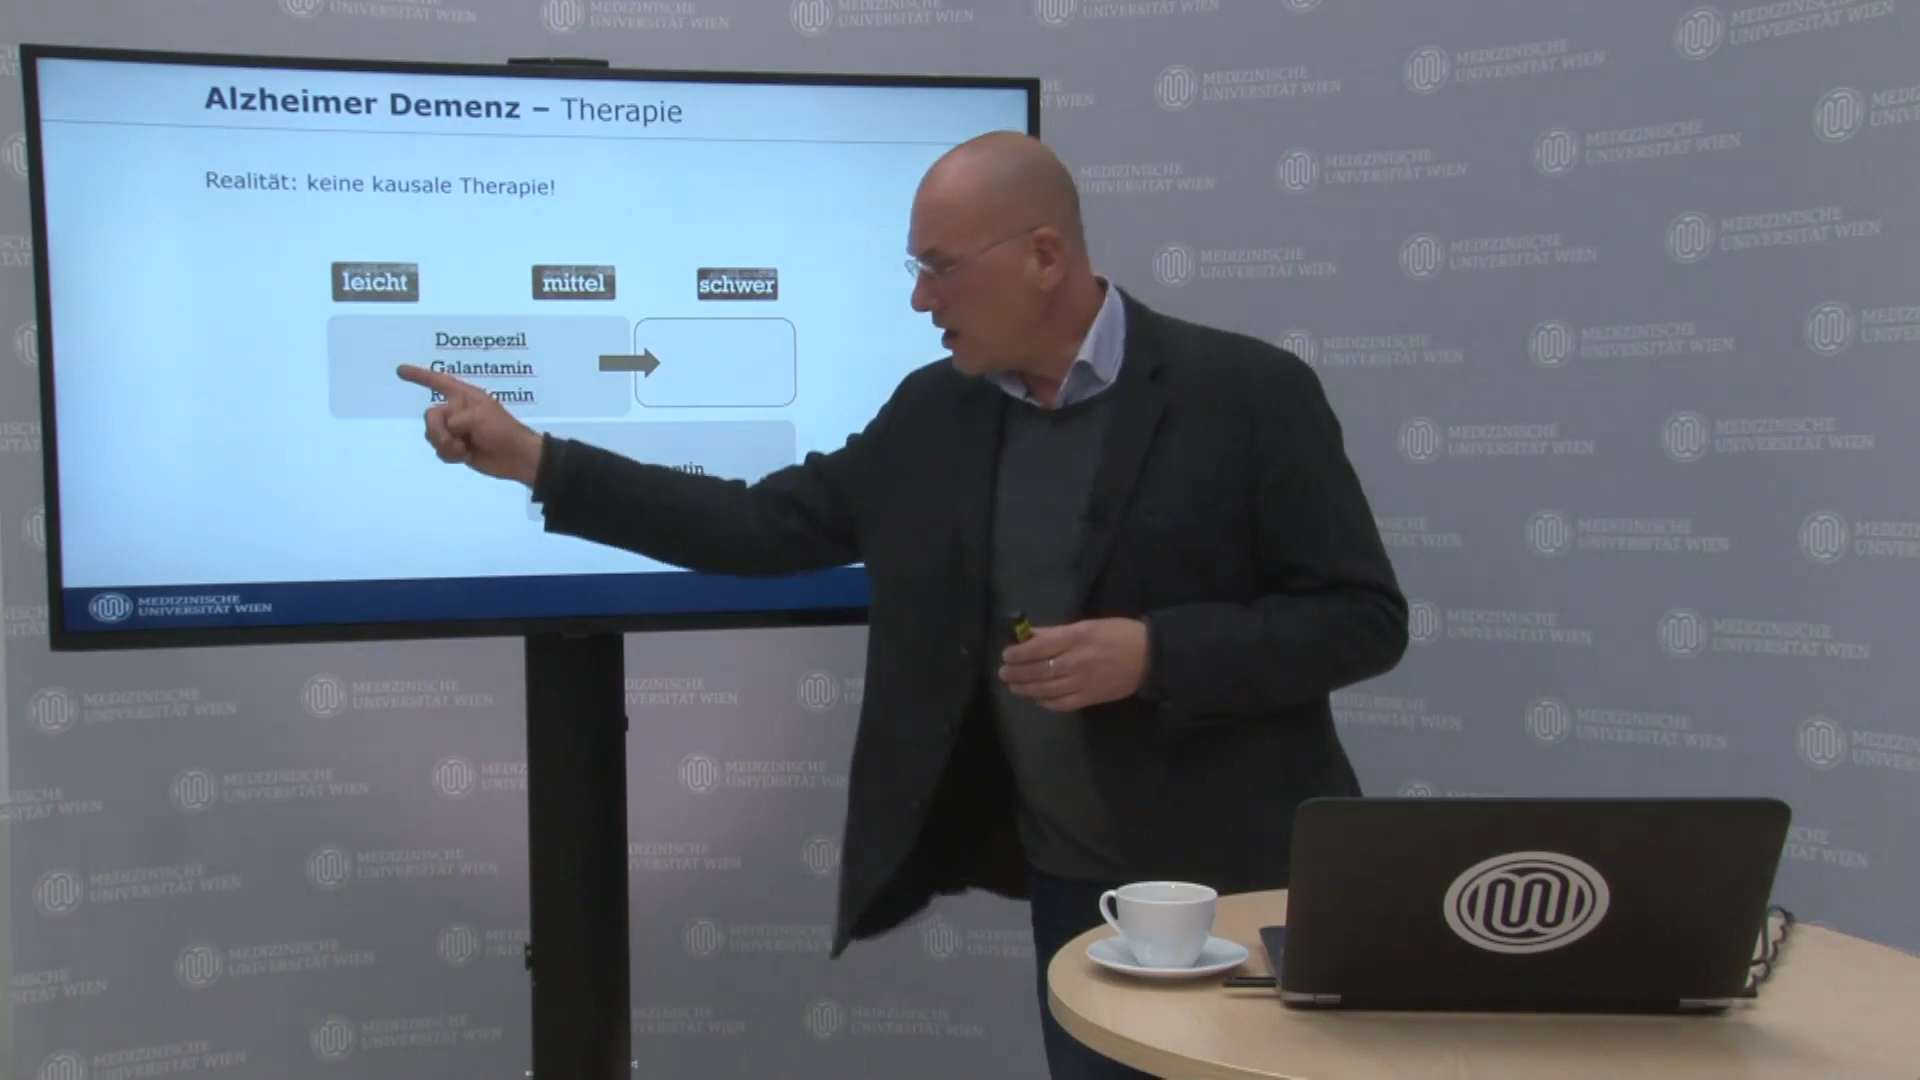 Alzheimer Demenz – Therapie
Realität: keine kausale Therapie!
leicht mittel schwer
Donepezil
Galantamin
MEDIZINISCHE
UNIVERSITÄT WIEN